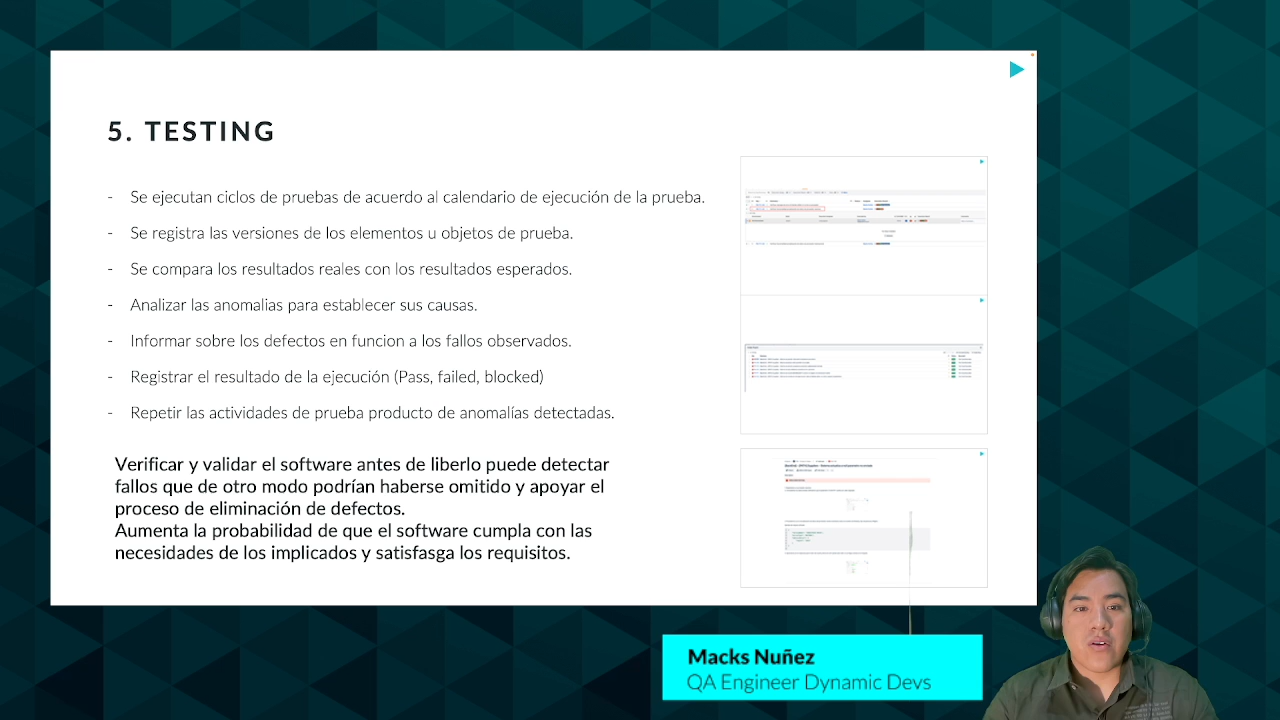 5. TESTING
- Se ejecutan ciclos de pruebas de acuerdo al calendario de ejecución de la prueba.
- Se registran los distintos elementos u objetos de prueba.
- Se compara los resultados reales con los resultados esperados.
- Analizar las anomalias para establecer sus causas.
- Informar sobre los defectos en funcion a los fallos observados.
- Registrar el resultado de las pruebas (Pass, failed, blocked)
- Repetir las actividades de prueba producto de anomalías detectadas.
Verificar y validar el software antes de liberlo puede detectar
fallos que de otro modo podrían haberse omitido y apoyar el
proceso de eliminación de defectos.
Aumenta la probabilidad de que el software cumpla con las
necesidades de los implicados y satisfasga los requisitos.
Macks Nuñez
QA Engineer Dynamic Devs